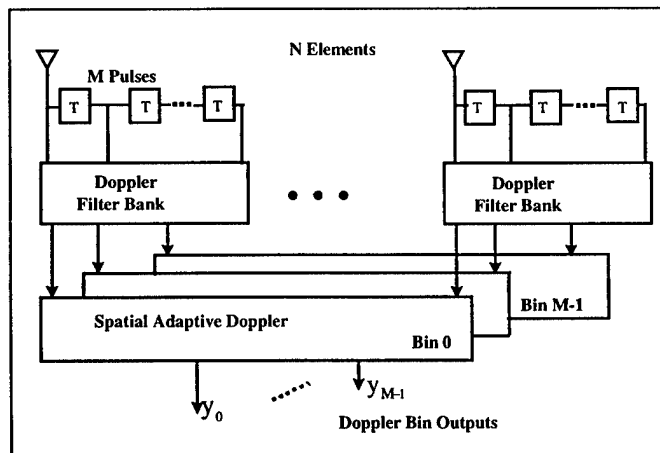 N Elements
M Pulses
T T T T T T
Doppler
Filter Bank
Doppler
Filter Bank
Bin M-1
Spatial Adaptive Doppler
Bin 0
y0
yM-1
Doppler Bin Outputs